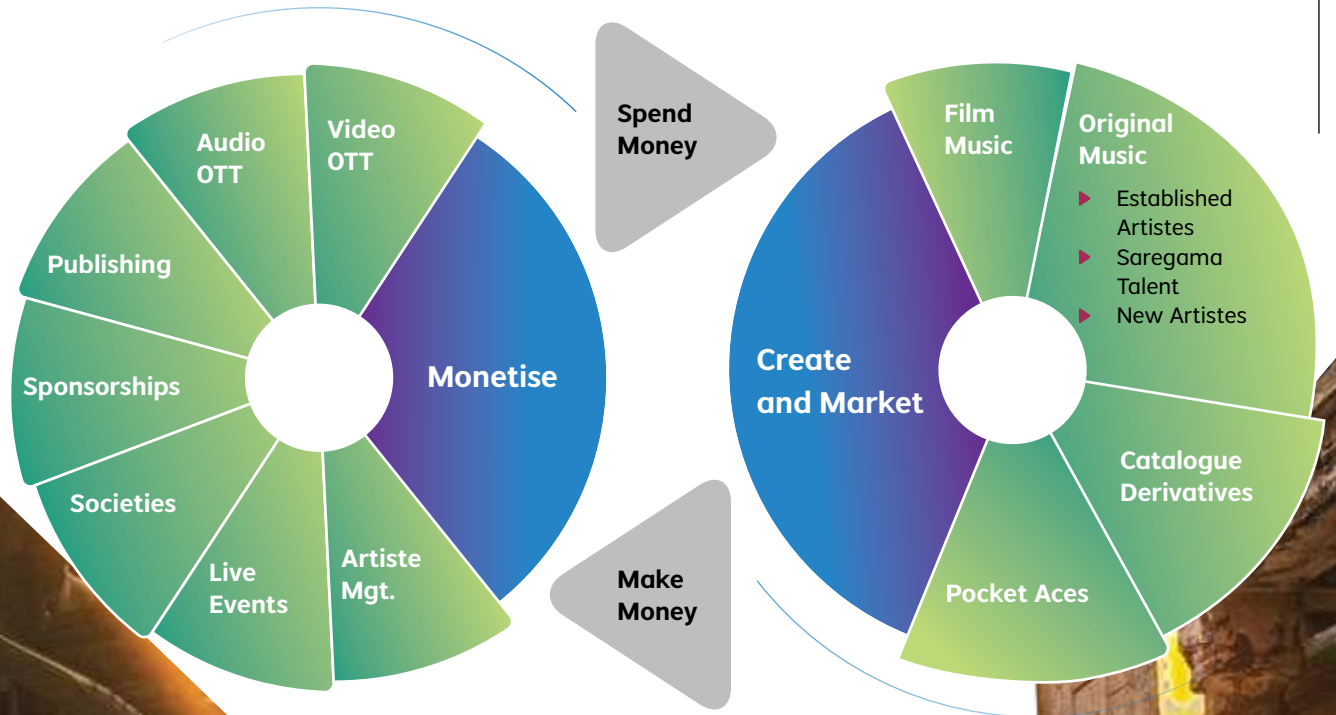 Audio
OTT
Video
OTT
Publishing
Sponsorships
Societies
Live
Events
Artiste
Mgt.
Monetise
Spend
Money
Make
Money
Create
and Market
Film
Music
Original
Music
Established
Artistes
Saregama
Talent
New Artistes
Catalogue
Derivatives
Pocket Aces